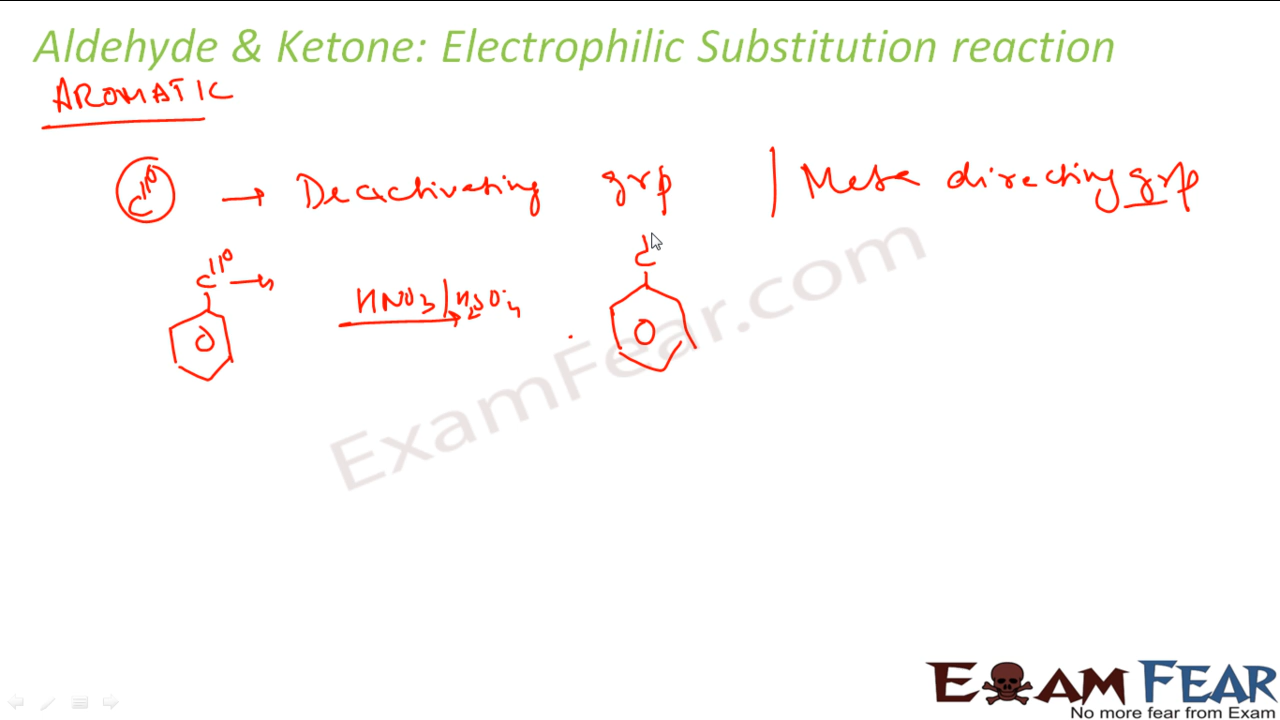 Aldehyde & Ketone: Electrophilic Substitution reaction
AROMATIC
C=O → Deactivating grp | Meta directing grp
C=O
HNO3/H2SO4
C
ExamFear.com
EXAM FEAR
No more fear from Exam